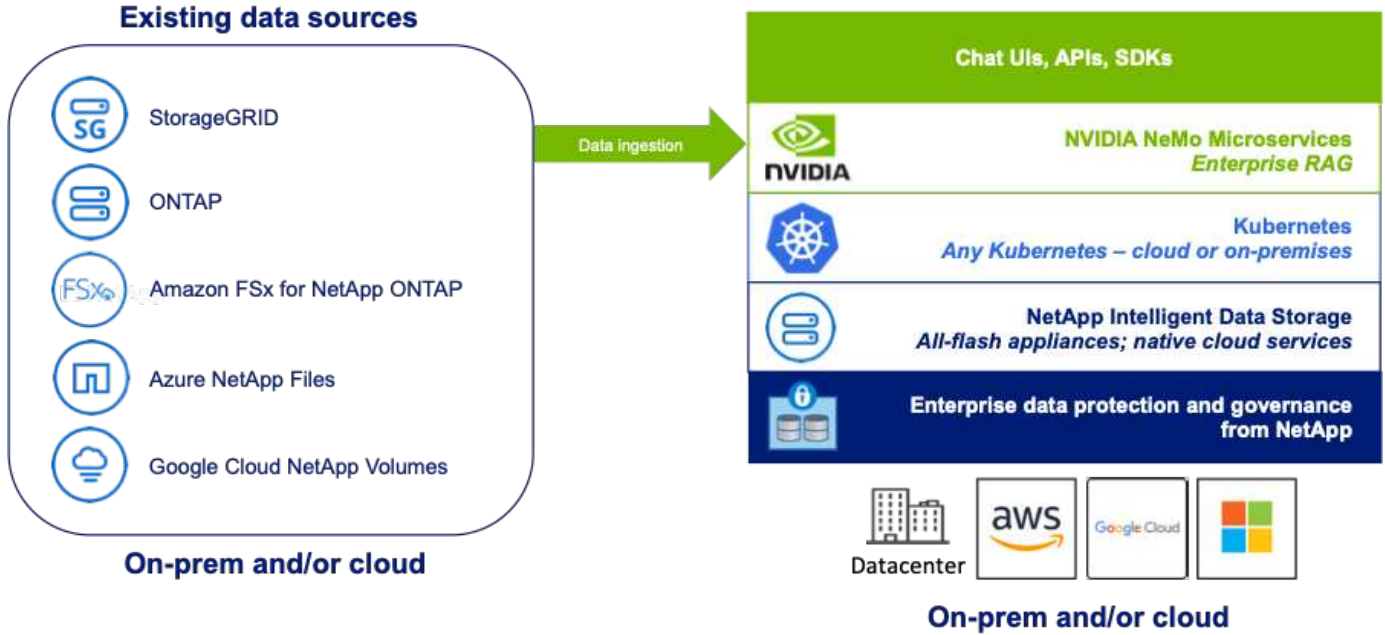 Existing data sources
SG
StorageGRID
ONTAP
FSx
Amazon FSx for NetApp ONTAP
Azure NetApp Files
Google Cloud NetApp Volumes
On-prem and/or cloud
Data ingestion
Chat UIs, APIs, SDKs
NVIDIA
NVIDIA NeMo Microservices
Enterprise RAG
Kubernetes
Any Kubernetes – cloud or on-premises
NetApp Intelligent Data Storage
All-flash appliances; native cloud services
Enterprise data protection and governance
from NetApp
Datacenter
aws
Google Cloud
On-prem and/or cloud